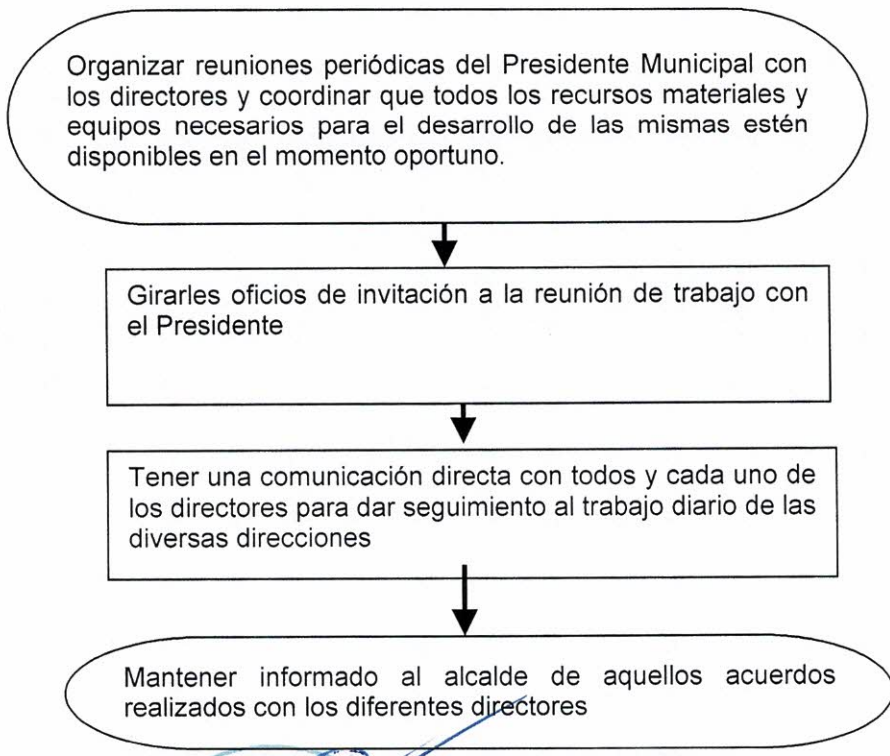 Organizar reuniones periódicas del Presidente Municipal con
los directores y coordinar que todos los recursos materiales y
equipos necesarios para el desarrollo de las mismas estén
disponibles en el momento oportuno.
Girarles oficios de invitación a la reunión de trabajo con
el Presidente
Tener una comunicación directa con todos y cada uno de
los directores para dar seguimiento al trabajo diario de las
diversas direcciones
Mantener informado al alcalde de aquellos acuerdos
realizados con los diferentes directores